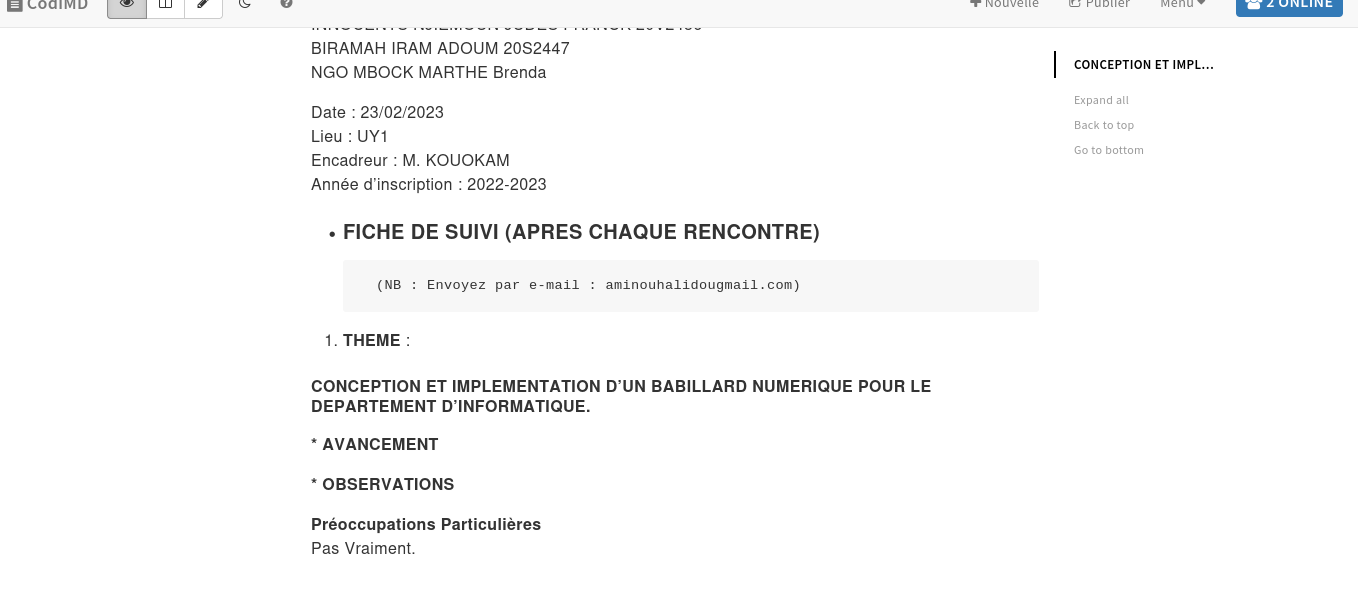 CodiMD
Nouvelle
Publier
Menu
2 ONLINE
BIRAMAH IRAM ADOUM 20S2447
NGO MBOCK MARTHE Brenda
Date : 23/02/2023
Lieu : UY1
Encadreur : M. KOUOKAM
Année d’inscription : 2022-2023
• FICHE DE SUIVI (APRES CHAQUE RENCONTRE)
(NB : Envoyez par e-mail : aminouhalidougmail.com)
1. THEME :
CONCEPTION ET IMPLEMENTATION D’UN BABILLARD NUMERIQUE POUR LE
DEPARTEMENT D’INFORMATIQUE.
* AVANCEMENT
* OBSERVATIONS
Préoccupations Particulières
Pas Vraiment.
CONCEPTION ET IMPL...
Expand all
Back to top
Go to bottom